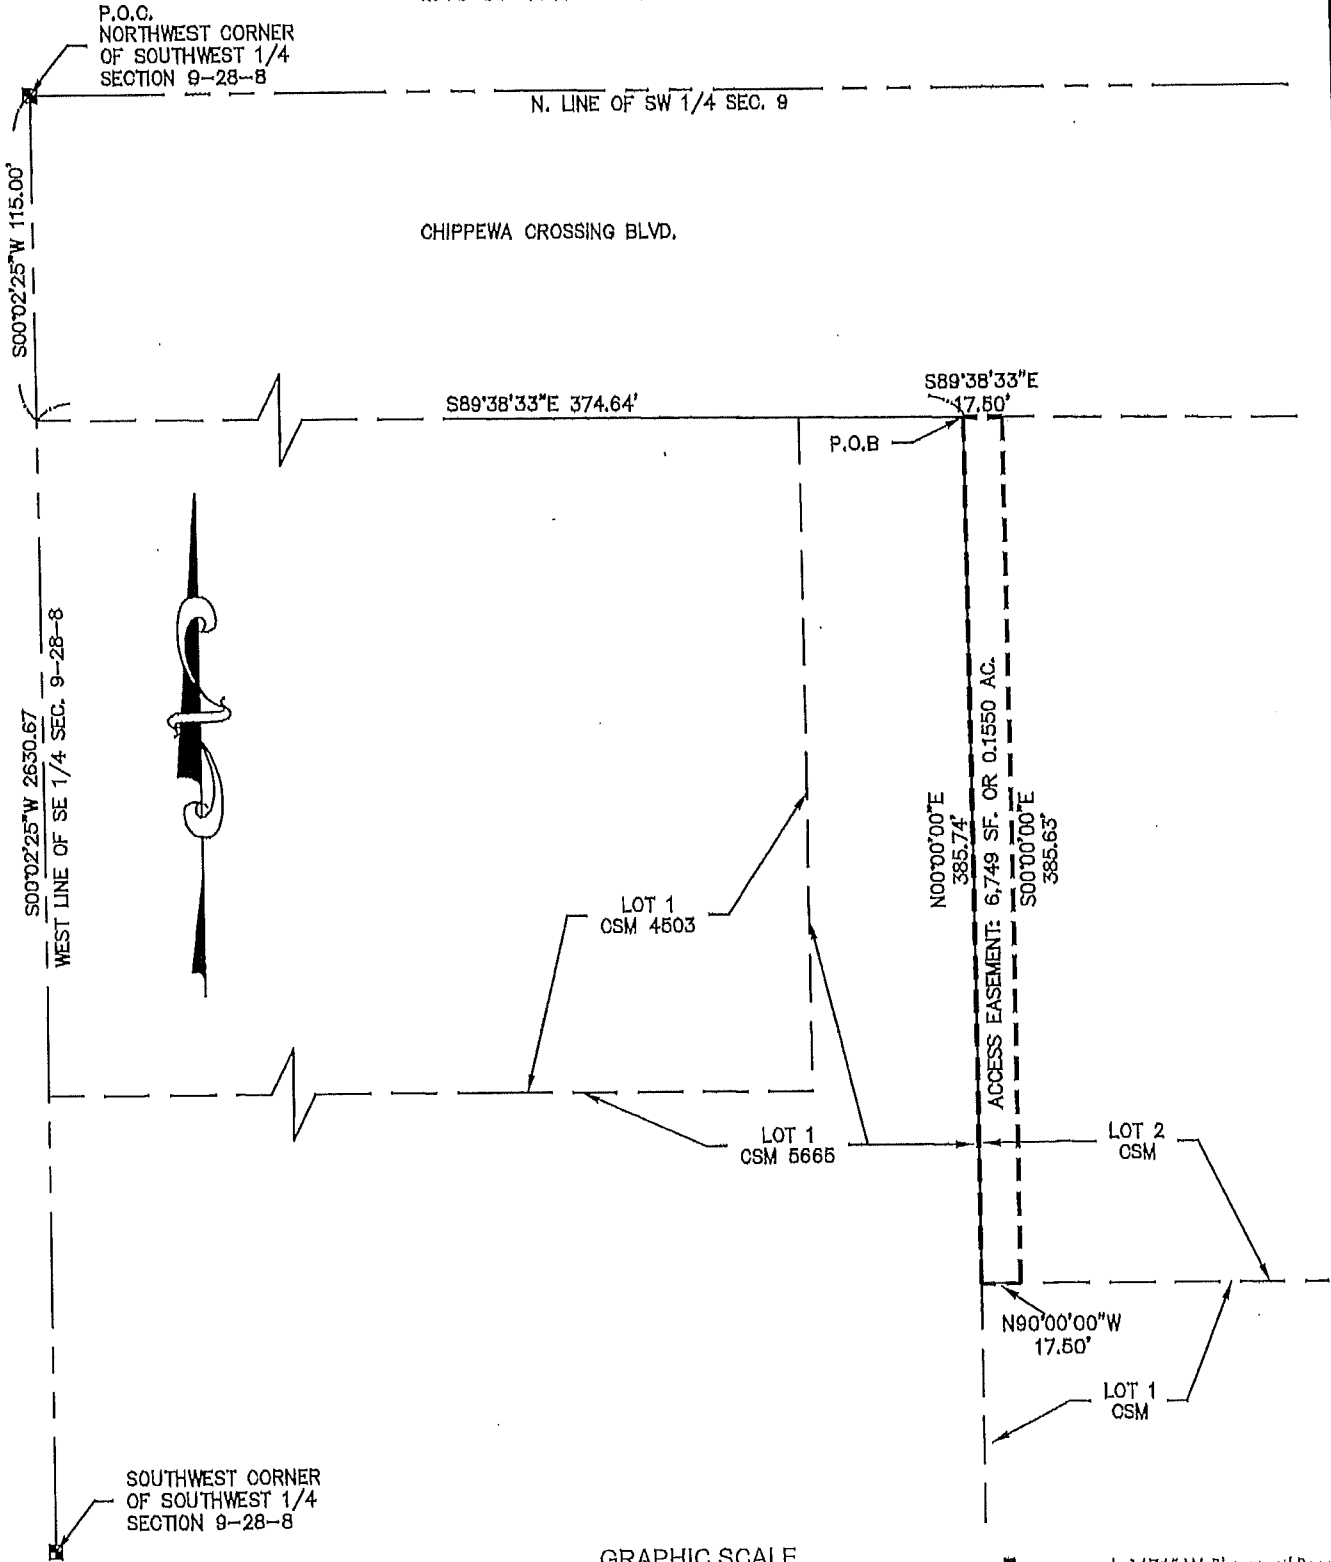 P.O.C.
NORTHWEST CORNER
OF SOUTHWEST 1/4
SECTION 9-28-8
N. LINE OF SW 1/4 SEC. 9
S00°02'25"W 115.00'
CHIPPEWA CROSSING BLVD.
S89°38'33"E 374.64'
S89°38'33"E
17.50'
P.O.B
S00°02'25"W 2630.67
WEST LINE OF SE 1/4 SEC. 9-28-8
N00°00'00"E
385.74'
ACCESS EASEMENT: 6,749 SF. OR 0.1550 AC.
S00°00'00"E
385.63'
LOT 1
CSM 4503
LOT 1
CSM 5665
LOT 2
CSM
N90°00'00"W
17.50'
LOT 1
CSM
SOUTHWEST CORNER
OF SOUTHWEST 1/4
SECTION 9-28-8
GRAPHIC SCALE